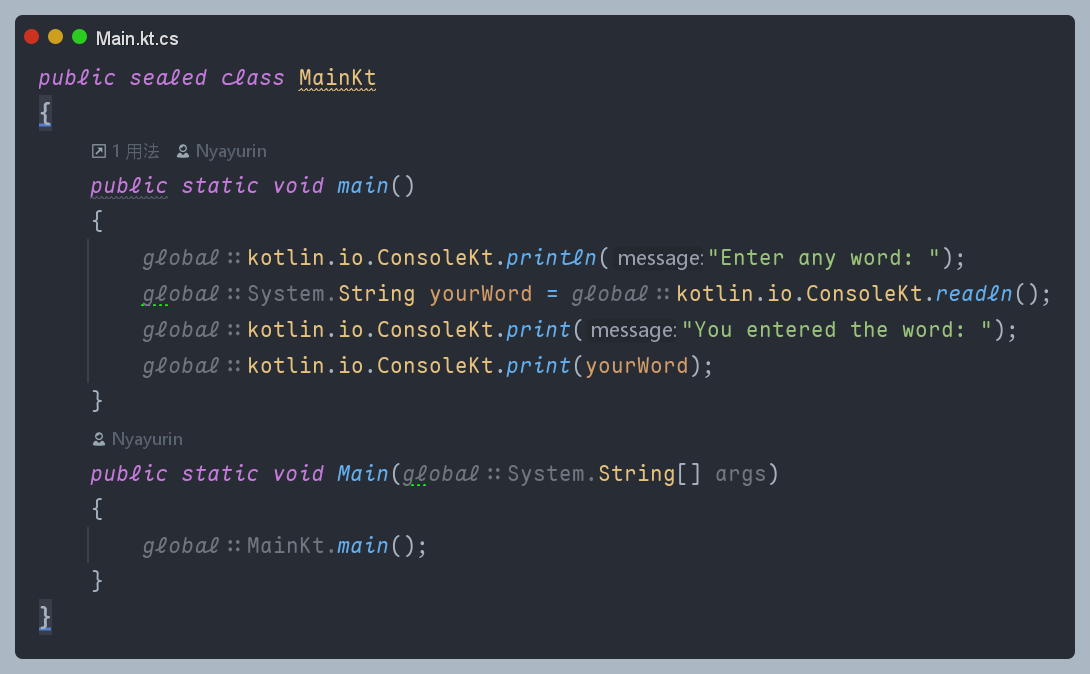 Main.kt.cs
public sealed class MainKt
{
1 用法 Nyayurin
public static void main()
{
global::kotlin.io.ConsoleKt.println( message: "Enter any word: ");
global::System.String yourWord = global::kotlin.io.ConsoleKt.readln();
global::kotlin.io.ConsoleKt.print( message: "You entered the word: ");
global::kotlin.io.ConsoleKt.print(yourWord);
}
Nyayurin
public static void Main(global::System.String[] args)
{
global::MainKt.main();
}
}